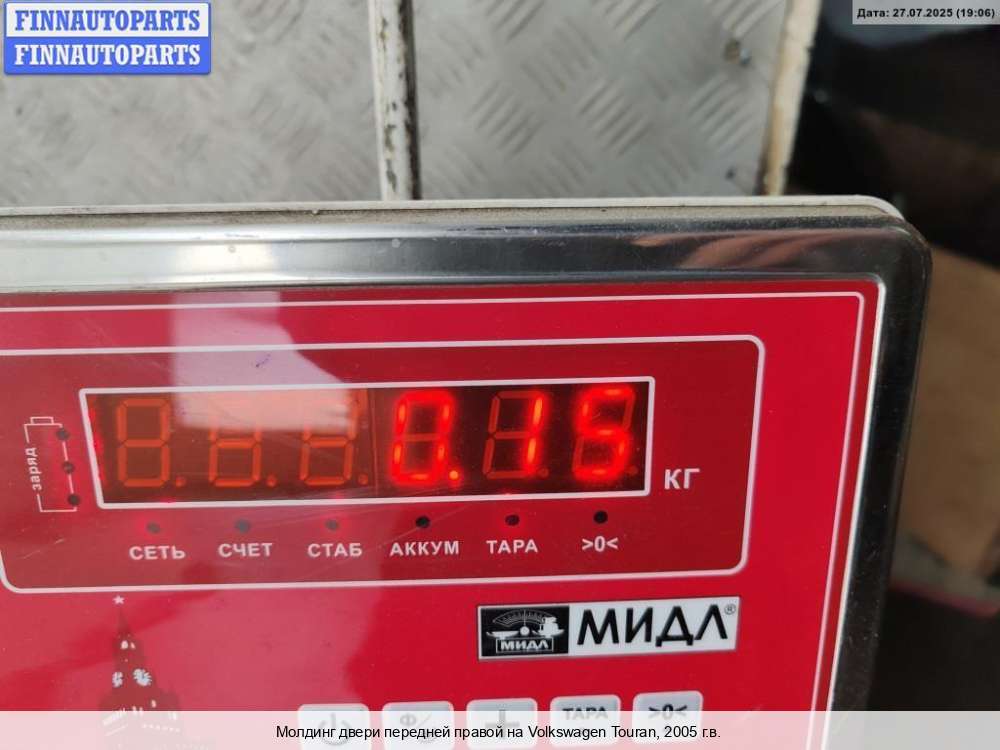 FINNAUTOPARTS
FINNAUTOPARTS
Дата: 27.07.2025 (19:06)
заряд
0.15
КГ
СЕТЬ СЧЕТ СТАБ АККУМ ТАРА >0<
МИДЛ МИДЛ®
ТАРА >0<
Молдинг двери передней правой на Volkswagen Touran, 2005 г.в.